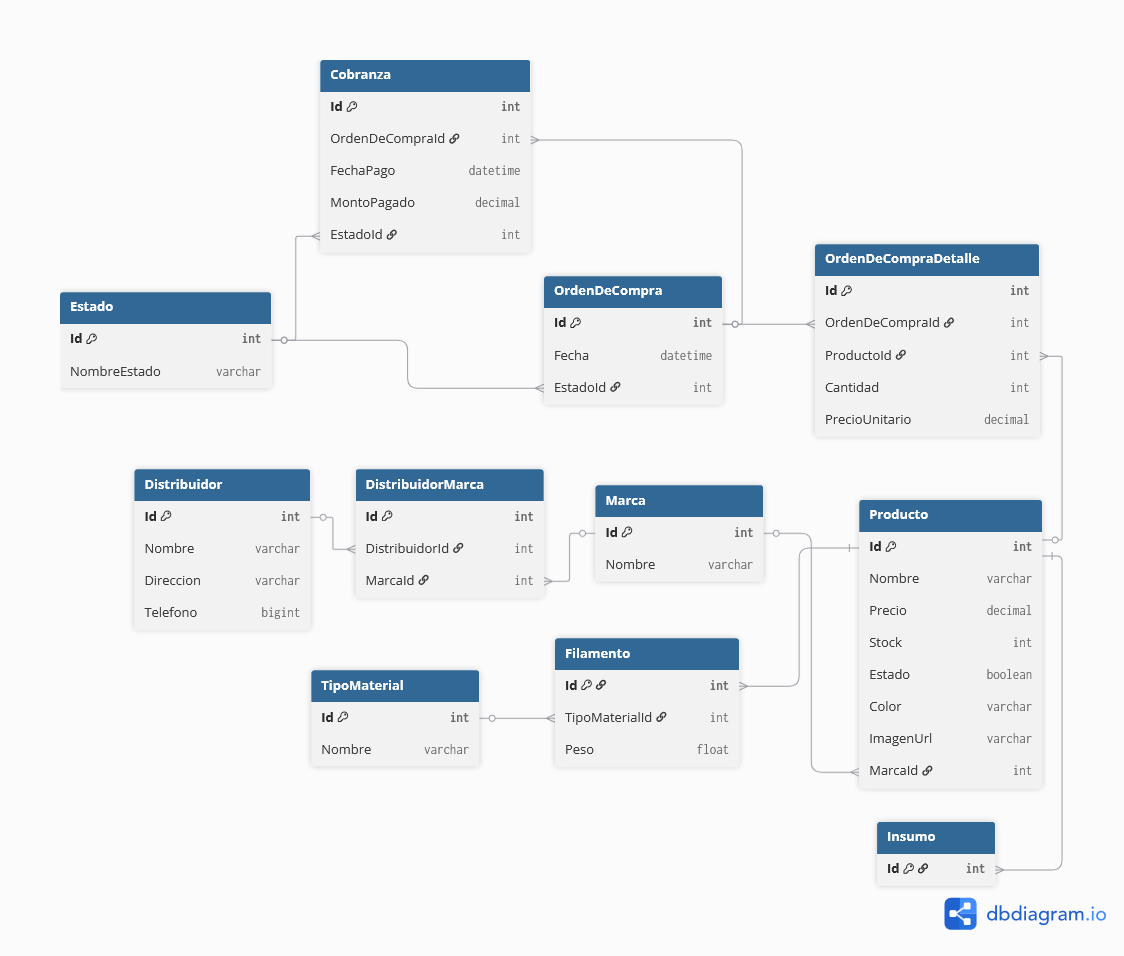 Cobranza
Id int
OrdenDeCompraId int
FechaPago datetime
MontoPagado decimal
EstadoId int
OrdenDeCompraDetalle
Id int
OrdenDeCompraId int
ProductoId int
Cantidad int
PrecioUnitario decimal
OrdenDeCompra
Id int
Fecha datetime
EstadoId int
Estado
Id int
NombreEstado varchar
Distribuidor
Id int
Nombre varchar
Direccion varchar
Telefono bigint
DistribuidorMarca
Id int
DistribuidorId int
MarcaId int
Marca
Id int
Nombre varchar
Producto
Id int
Nombre varchar
Precio decimal
Stock int
Estado boolean
Color varchar
ImagenUrl varchar
MarcaId int
Filamento
Id int
TipoMaterialId int
Peso float
TipoMaterial
Id int
Nombre varchar
Insumo
Id int
dbdiagram.io